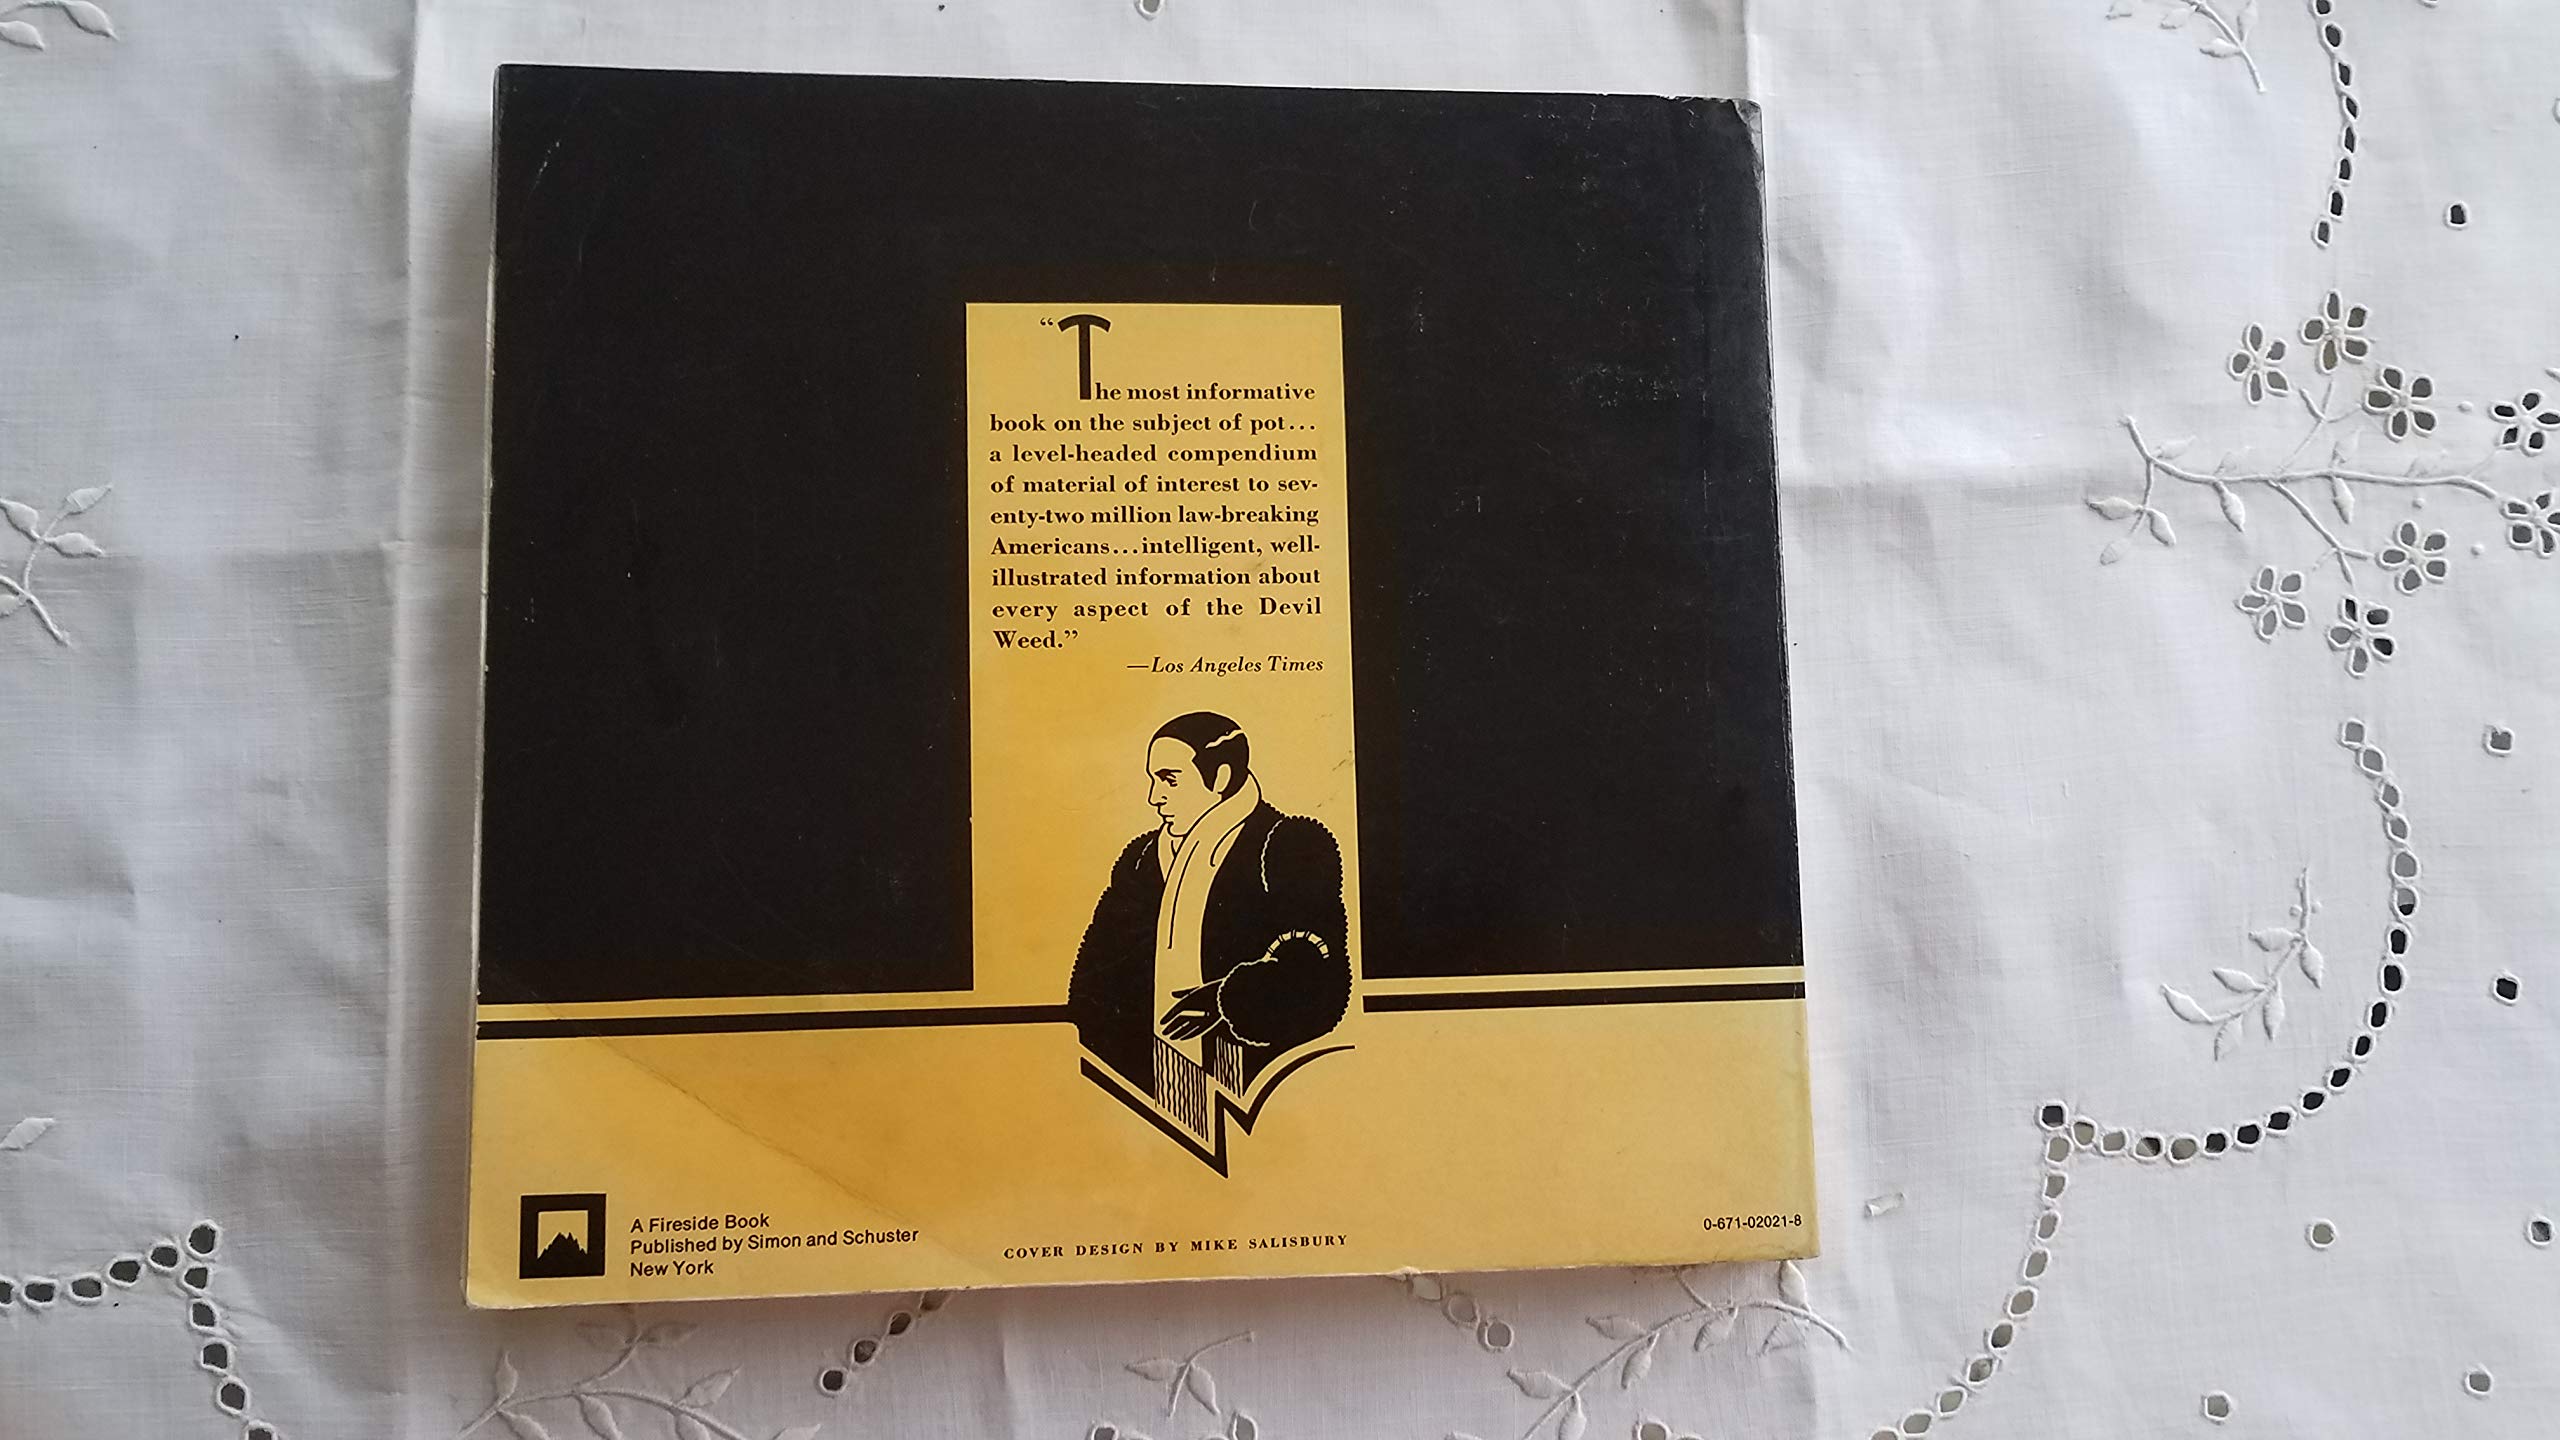 “The most informative
book on the subject of pot...
a level-headed compendium
of material of interest to sev-
enty-two million law-breaking
Americans...intelligent, well-
illustrated information about
every aspect of the Devil
Weed.”
—Los Angeles Times
A Fireside Book
Published by Simon and Schuster
New York
COVER DESIGN BY MIKE SALISBURY
0-671-02021-8